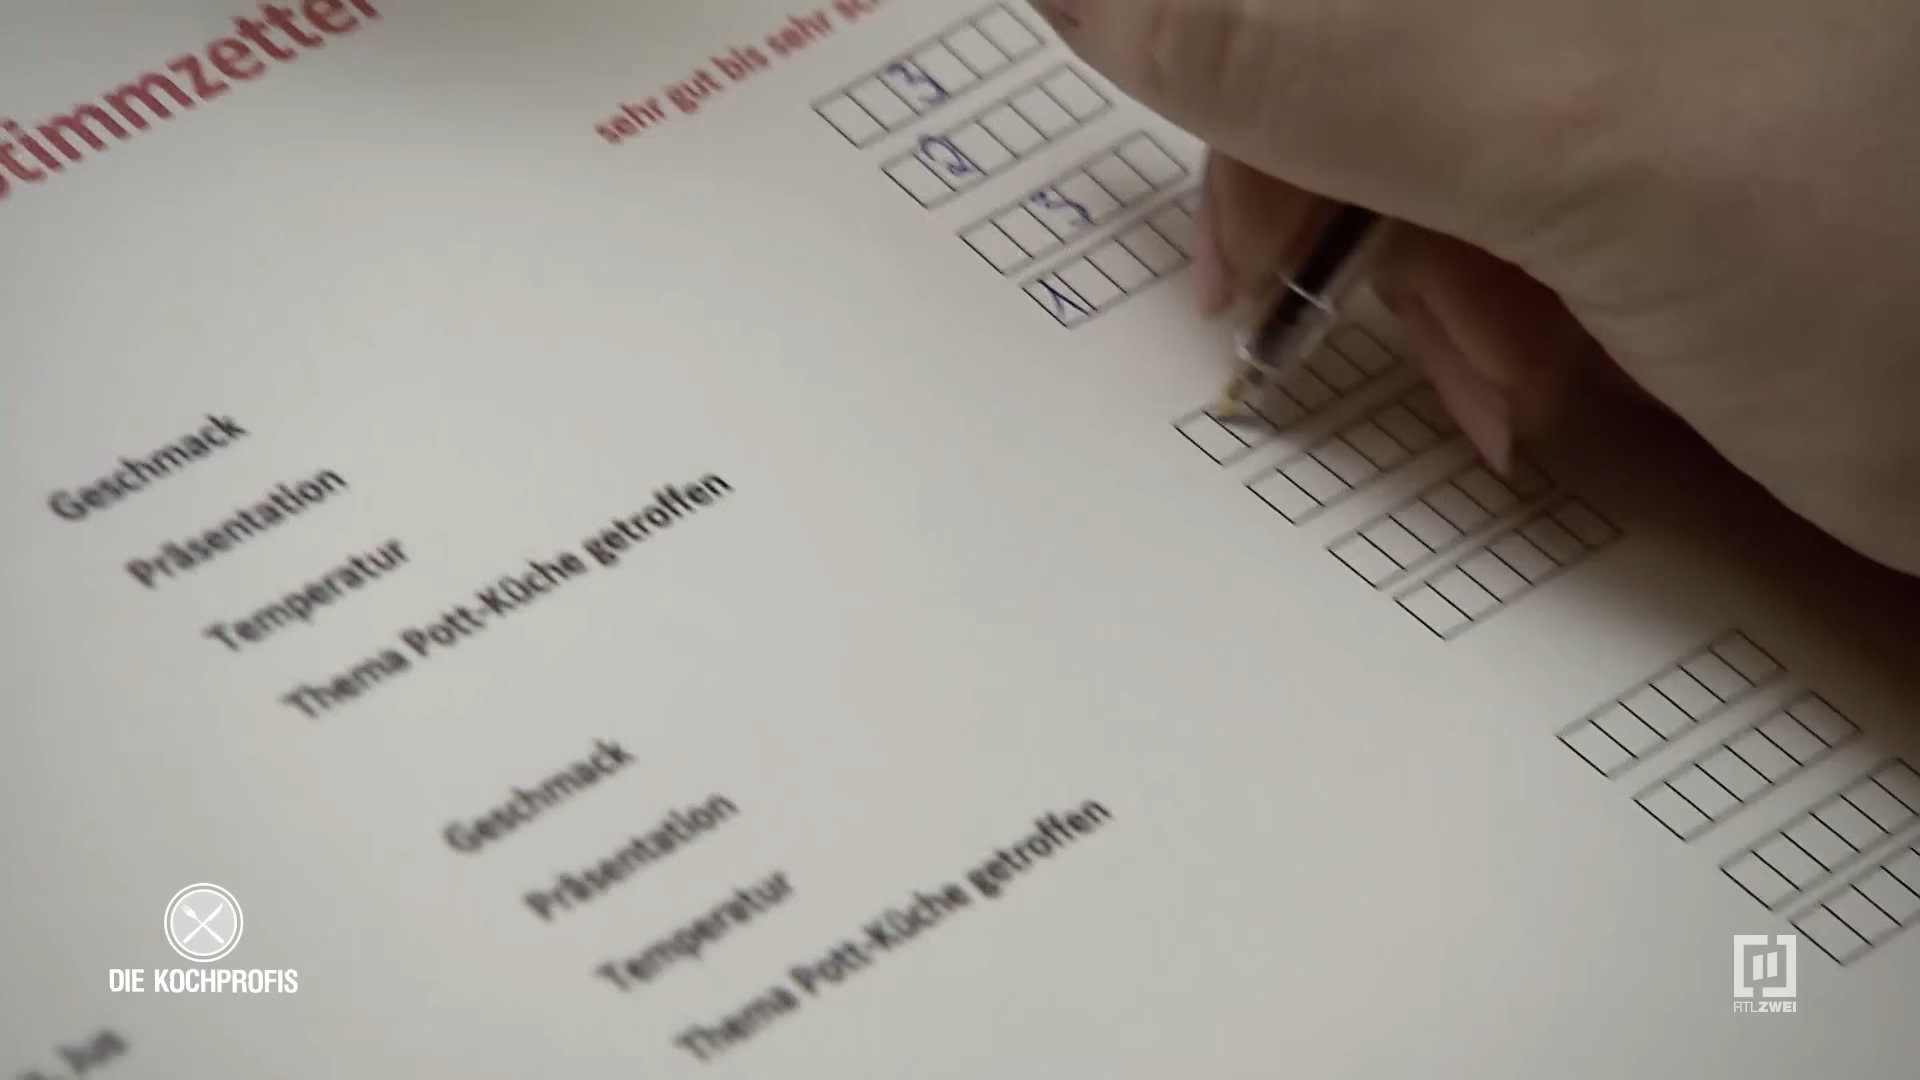 Stimmzettel
sehr gut bis sehr
3
2
3
1
Geschmack
Präsentation
Temperatur
Thema Pott-Küche getroffen
Geschmack
Präsentation
Temperatur
Thema Pott-Küche getroffen
Jus
DIE KOCHPROFIS
RTLZWEI